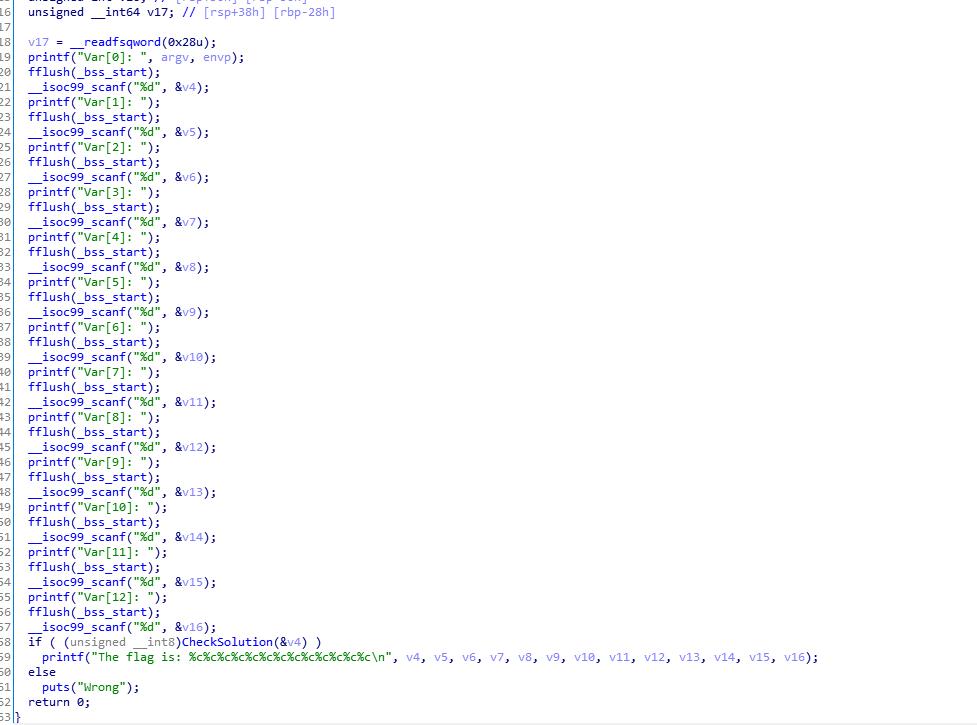 16 unsigned __int64 v17; // [rsp+38h] [rbp-28h]
17
18 v17 = __readfsqword(0x28u);
19 printf("Var[0]: ", argv, envp);
20 fflush(_bss_start);
21 __isoc99_scanf("%d", &v4);
22 printf("Var[1]: ");
23 fflush(_bss_start);
24 __isoc99_scanf("%d", &v5);
25 printf("Var[2]: ");
26 fflush(_bss_start);
27 __isoc99_scanf("%d", &v6);
28 printf("Var[3]: ");
29 fflush(_bss_start);
30 __isoc99_scanf("%d", &v7);
31 printf("Var[4]: ");
32 fflush(_bss_start);
33 __isoc99_scanf("%d", &v8);
34 printf("Var[5]: ");
35 fflush(_bss_start);
36 __isoc99_scanf("%d", &v9);
37 printf("Var[6]: ");
38 fflush(_bss_start);
39 __isoc99_scanf("%d", &v10);
40 printf("Var[7]: ");
41 fflush(_bss_start);
42 __isoc99_scanf("%d", &v11);
43 printf("Var[8]: ");
44 fflush(_bss_start);
45 __isoc99_scanf("%d", &v12);
46 printf("Var[9]: ");
47 fflush(_bss_start);
48 __isoc99_scanf("%d", &v13);
49 printf("Var[10]: ");
50 fflush(_bss_start);
51 __isoc99_scanf("%d", &v14);
52 printf("Var[11]: ");
53 fflush(_bss_start);
54 __isoc99_scanf("%d", &v15);
55 printf("Var[12]: ");
56 fflush(_bss_start);
57 __isoc99_scanf("%d", &v16);
58 if ( (unsigned __int8)CheckSolution(&v4) )
59 printf("The flag is: %c%c%c%c%c%c%c%c%c%c%c%c%c\n", v4, v5, v6, v7, v8, v9, v10, v11, v12, v13, v14, v15, v16);
60 else
61 puts("Wrong");
62 return 0;
63 }